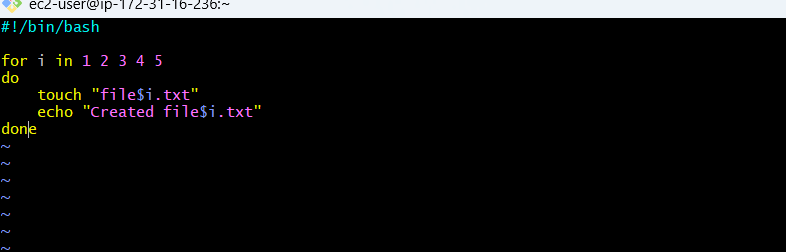 ec2-user@ip-172-31-16-236:~
#!/bin/bash

for i in 1 2 3 4 5
do
    touch "file$i.txt"
    echo "Created file$i.txt"
done
~
~
~
~
~
~
~